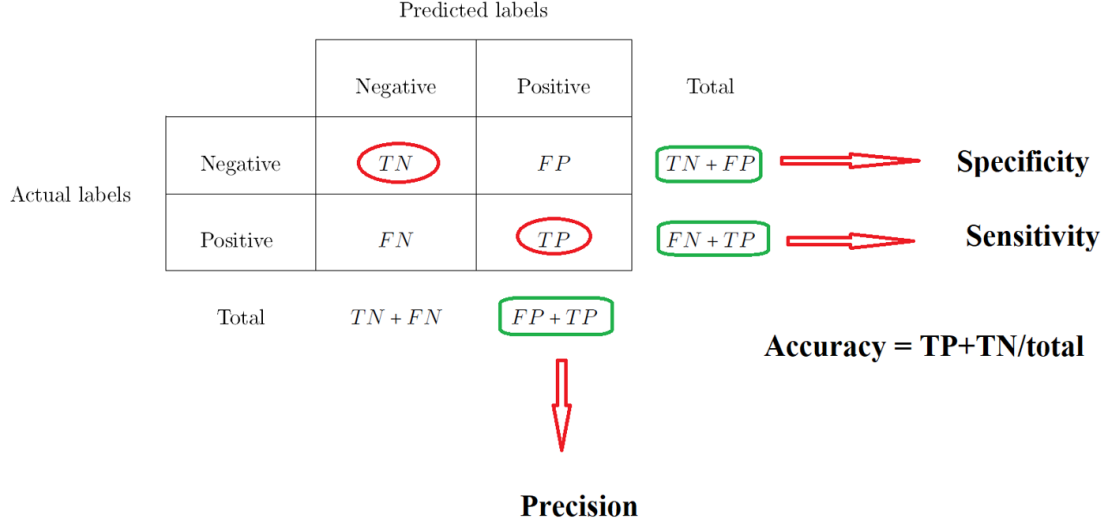 Predicted labels
Negative Positive Total
Negative TN FP TN + FP Specificity
Actual labels
Positive FN TP FN + TP Sensitivity
Total TN + FN FP + TP
Accuracy = TP+TN/total
Precision